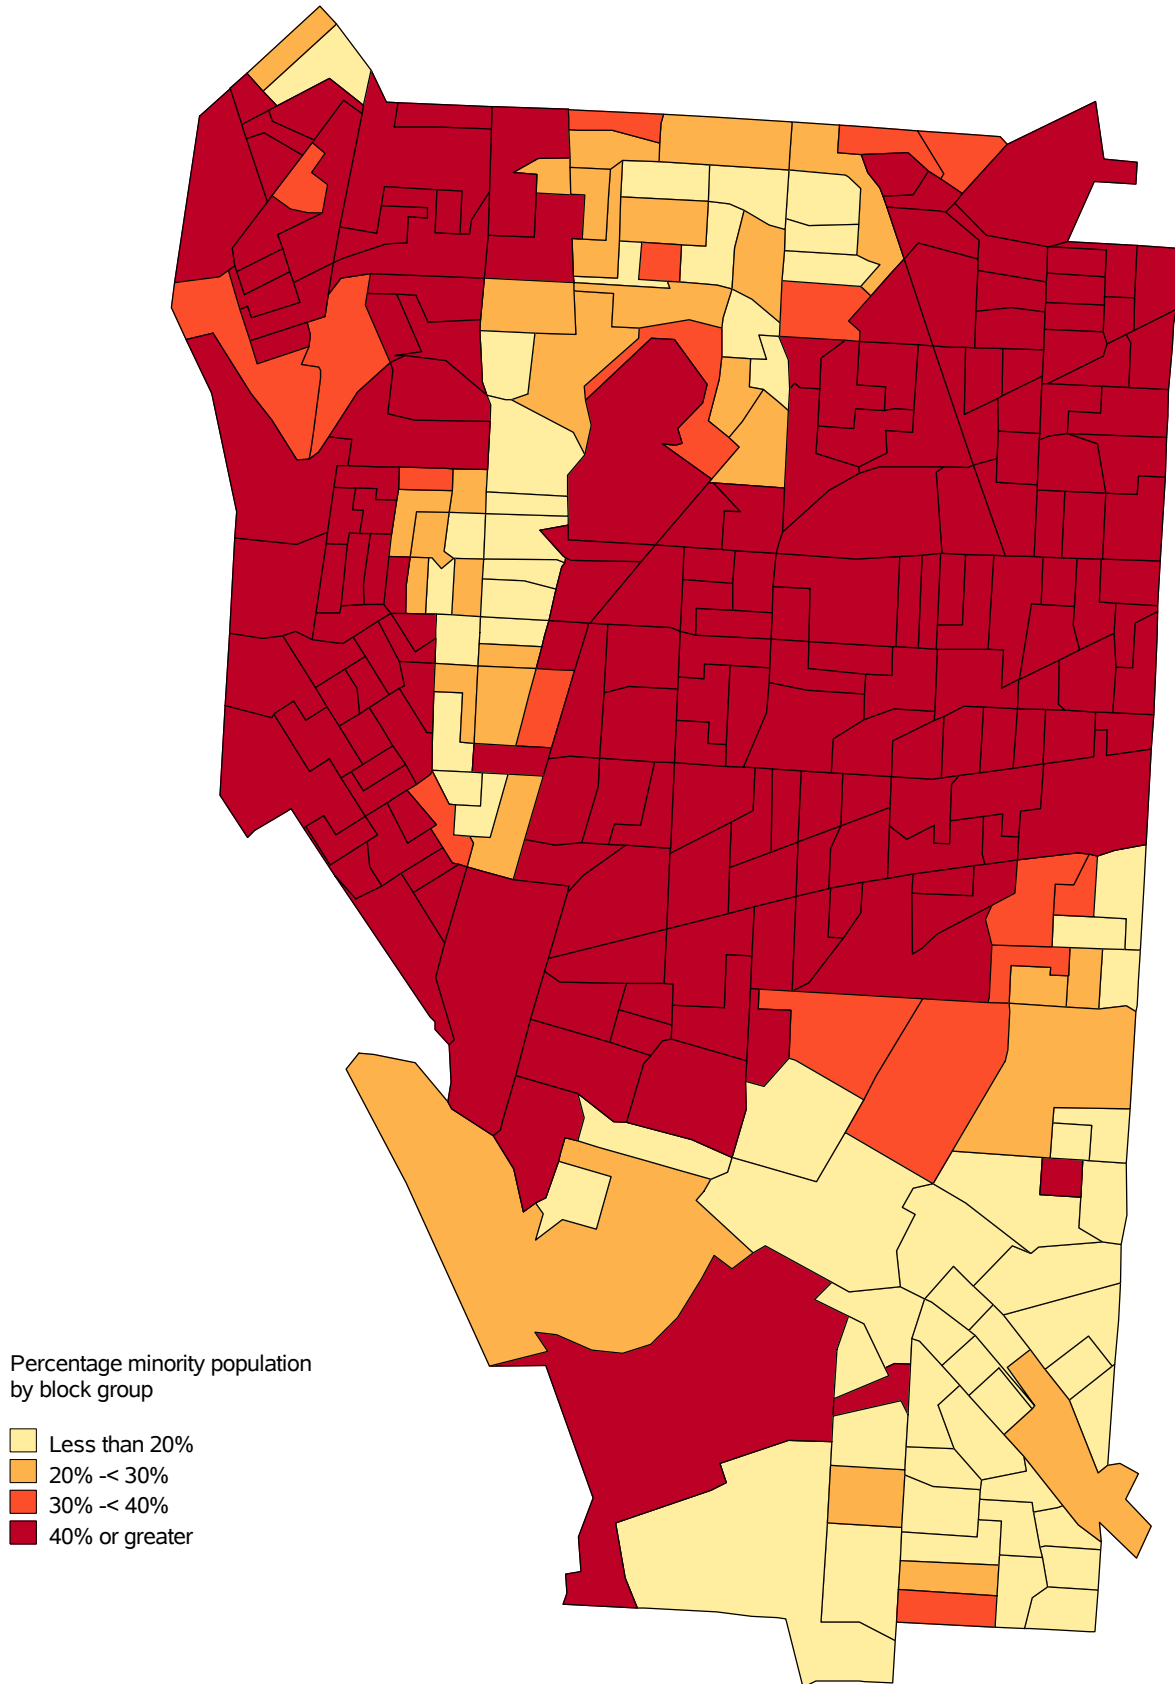 Percentage minority population
by block group
Less than 20%
20% -< 30%
30% -< 40%
40% or greater